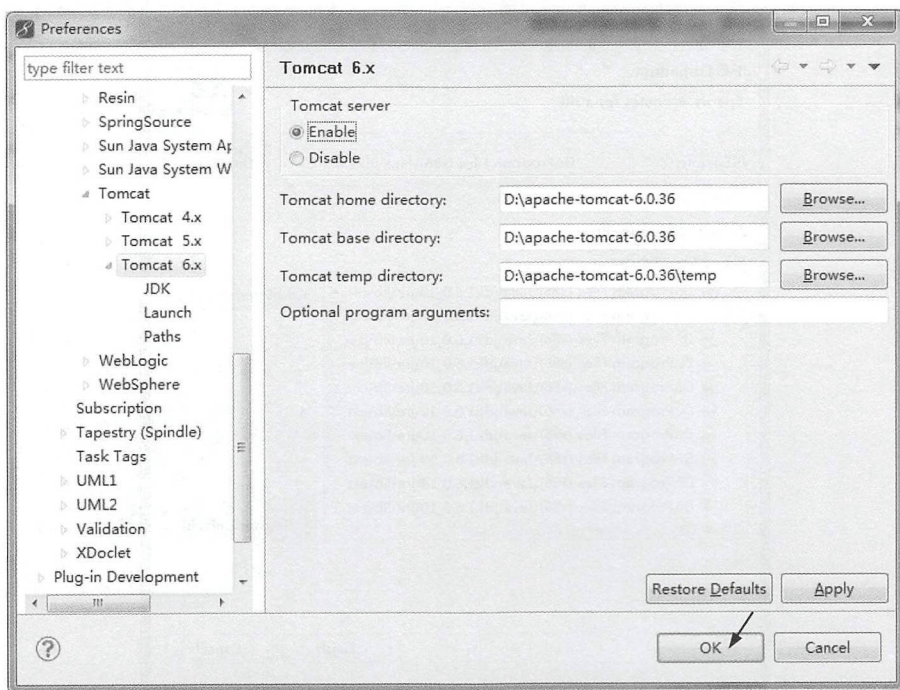 Preferences
type filter text
Resin
SpringSource
Sun Java System Ap
Sun Java System W
Tomcat
Tomcat 4.x
Tomcat 5.x
Tomcat 6.x
JDK
Launch
Paths
WebLogic
WebSphere
Subscription
Tapestry (Spindle)
Task Tags
UML1
UML2
Validation
XDoclet
Plug-in Development
Tomcat 6.x
Tomcat server
Enable
Disable
Tomcat home directory: D:\apache-tomcat-6.0.36 Browse...
Tomcat base directory: D:\apache-tomcat-6.0.36 Browse...
Tomcat temp directory: D:\apache-tomcat-6.0.36\temp Browse...
Optional program arguments:
Restore Defaults Apply
OK Cancel